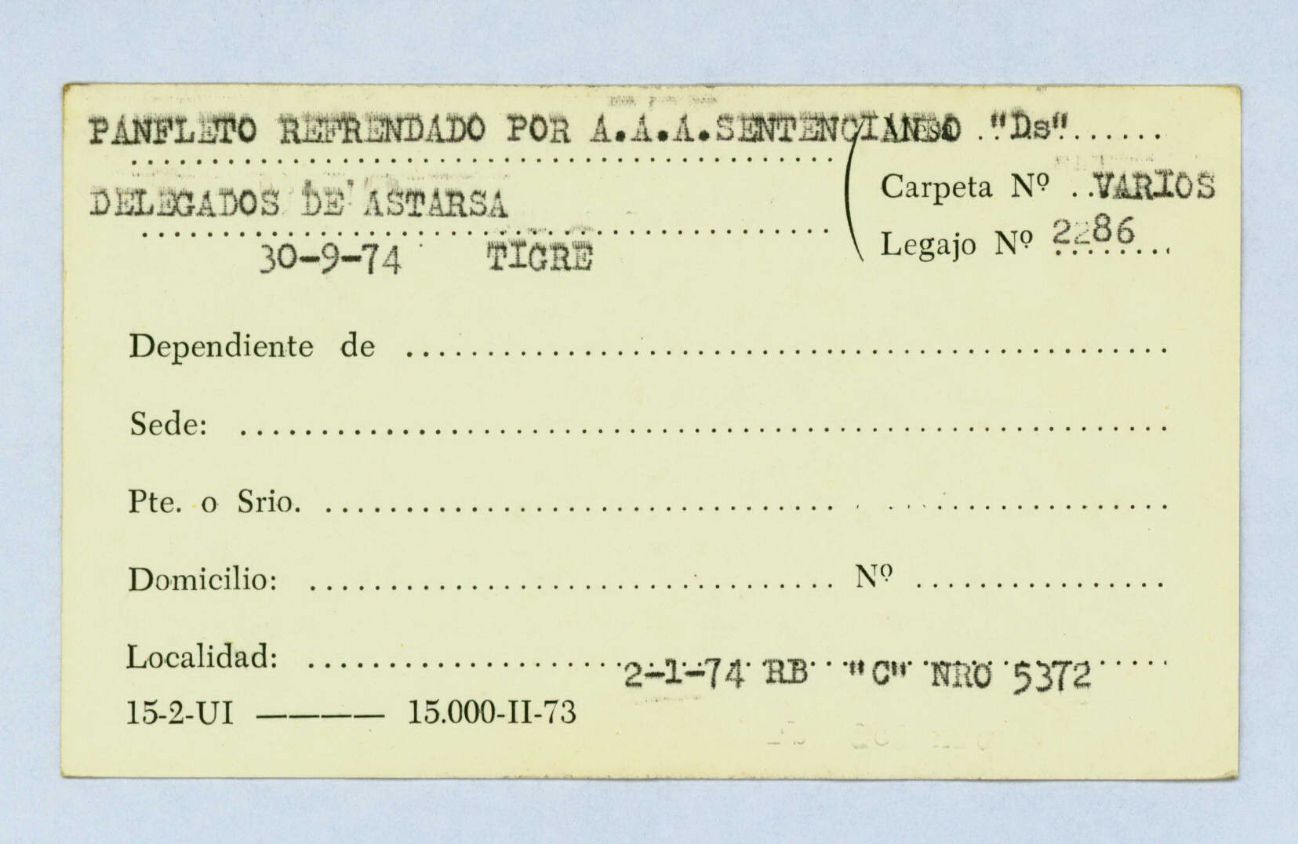 PANFLETO REFRENDADO POR A.A.A.SENTENCIANDO "Ds"
DELEGADOS DE ASTARSA
Carpeta Nº VARIOS
Legajo Nº 2286
30-9-74 TIGRE
Dependiente de
Sede:
Pte. o Srio.
Domicilio: Nº
Localidad: 2-1-74 RB "C" NRO 5372
15-2-UI ———— 15.000-II-73